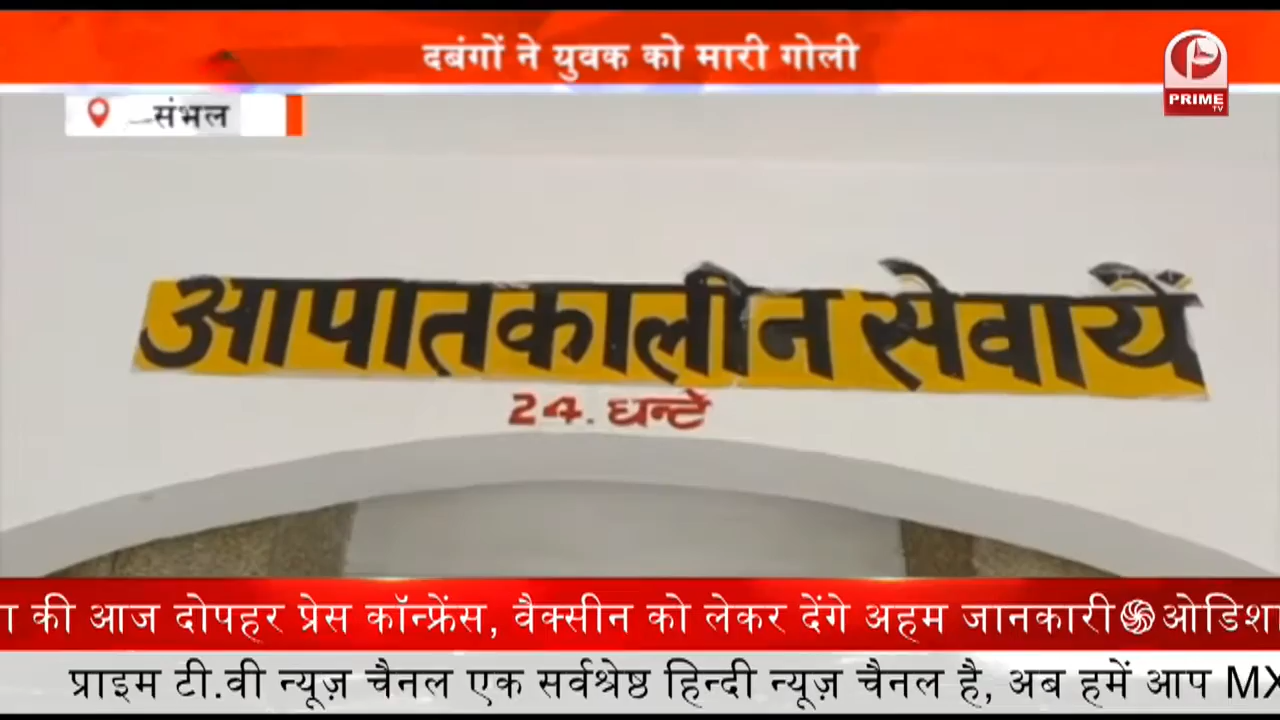 दबंगों ने युवक को मारी गोली
PRIME
TV
संभल
आपातकालीन सेवायें
24. घन्टे
की आज दोपहर प्रेस कॉन्फ्रेंस, वैक्सीन को लेकर देंगे अहम जानकारी ओडिशा
प्राइम टी.वी न्यूज़ चैनल एक सर्वश्रेष्ठ हिन्दी न्यूज़ चैनल है, अब हमें आप MX